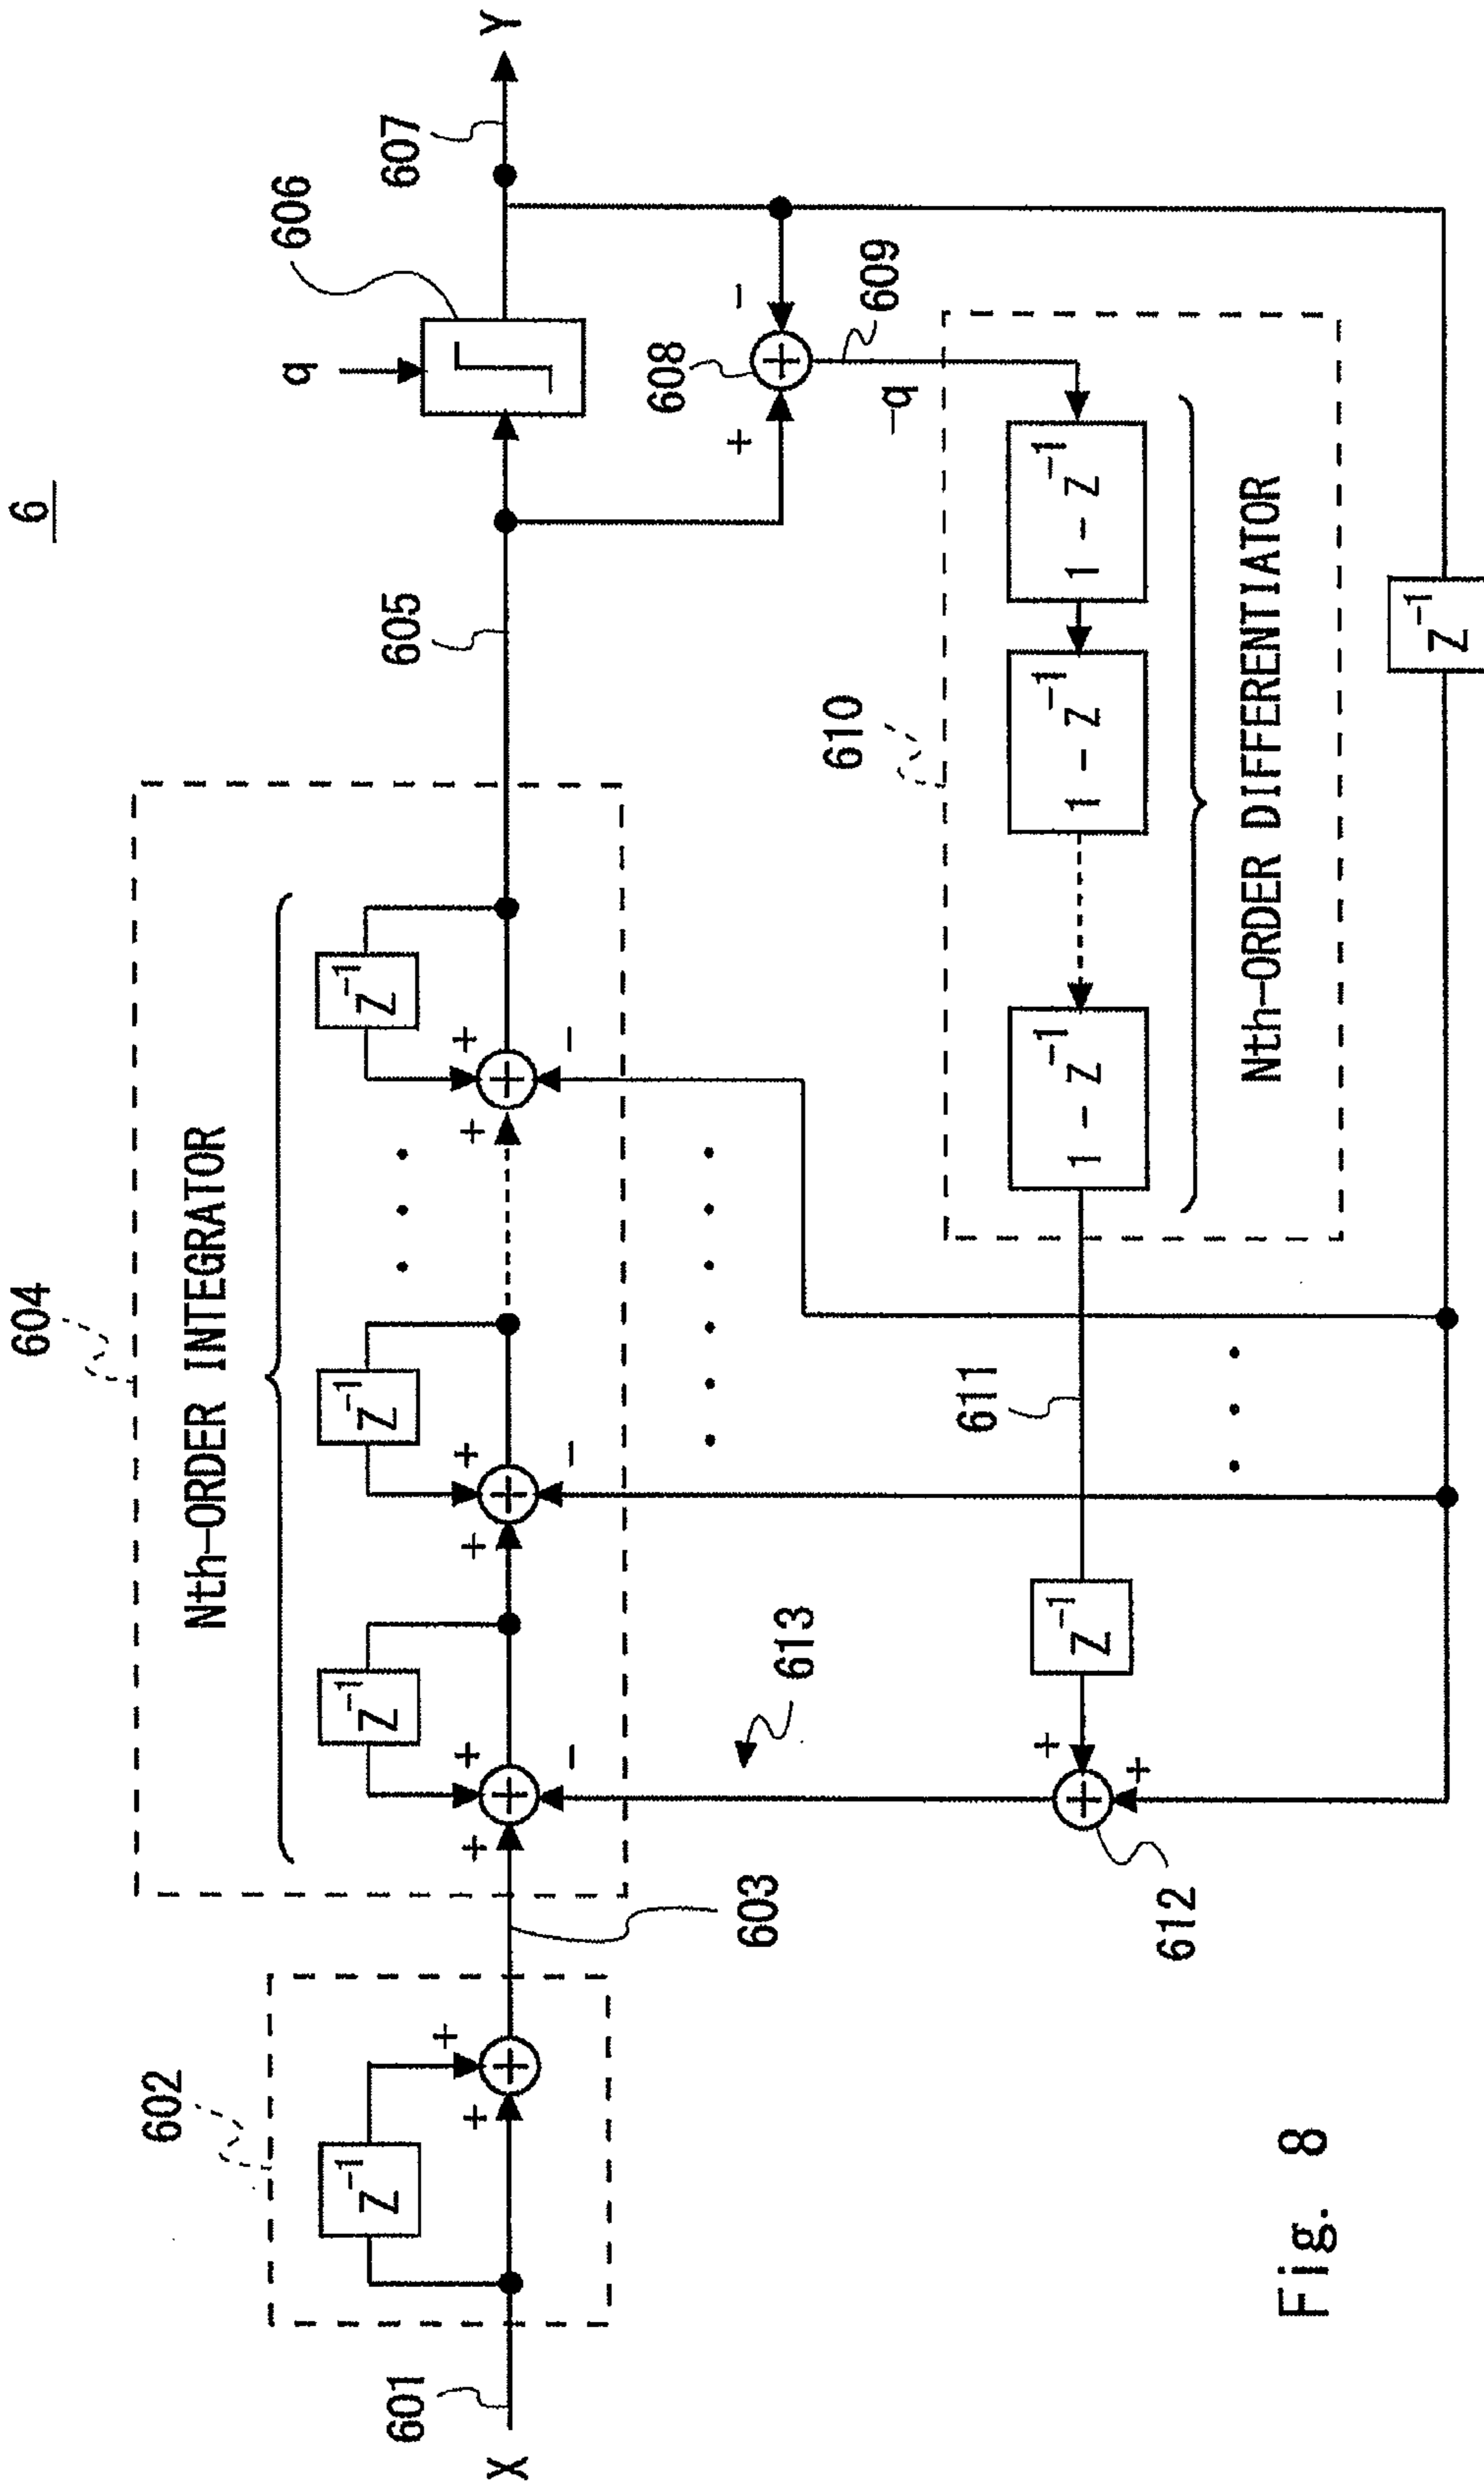 6
604
Nth-ORDER INTEGRATOR
602
Z⁻¹
Z⁻¹
Z⁻¹
Z⁻¹
q
606
X
601
+
+
603
+
+
−
+
+
−
+
+
−
605
607
Y
613
+
−
608
−q
609
610
611
Z⁻¹
+
+
612
1 − Z⁻¹
1 − Z⁻¹
1 − Z⁻¹
Nth-ORDER DIFFERENTIATOR
Z⁻¹
Fig. 8